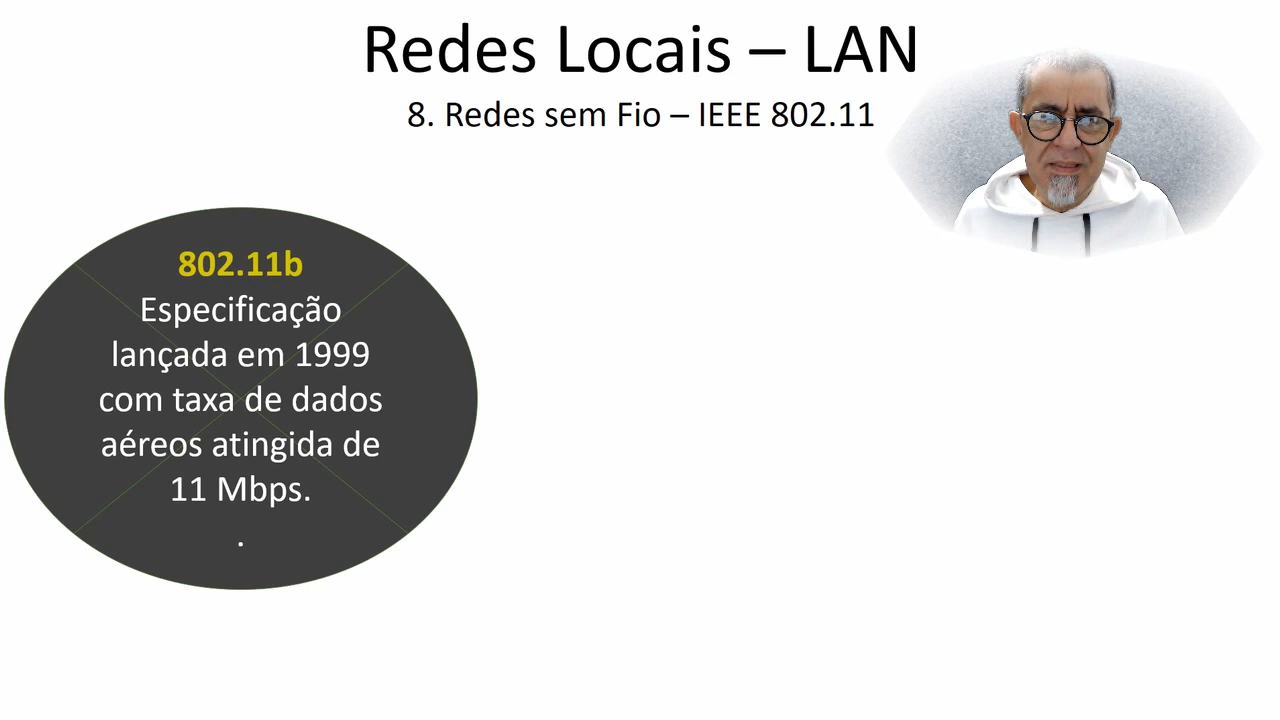 Redes Locais – LAN
8. Redes sem Fio – IEEE 802.11
802.11b
Especificação
lançada em 1999
com taxa de dados
aéreos atingida de
11 Mbps.
.